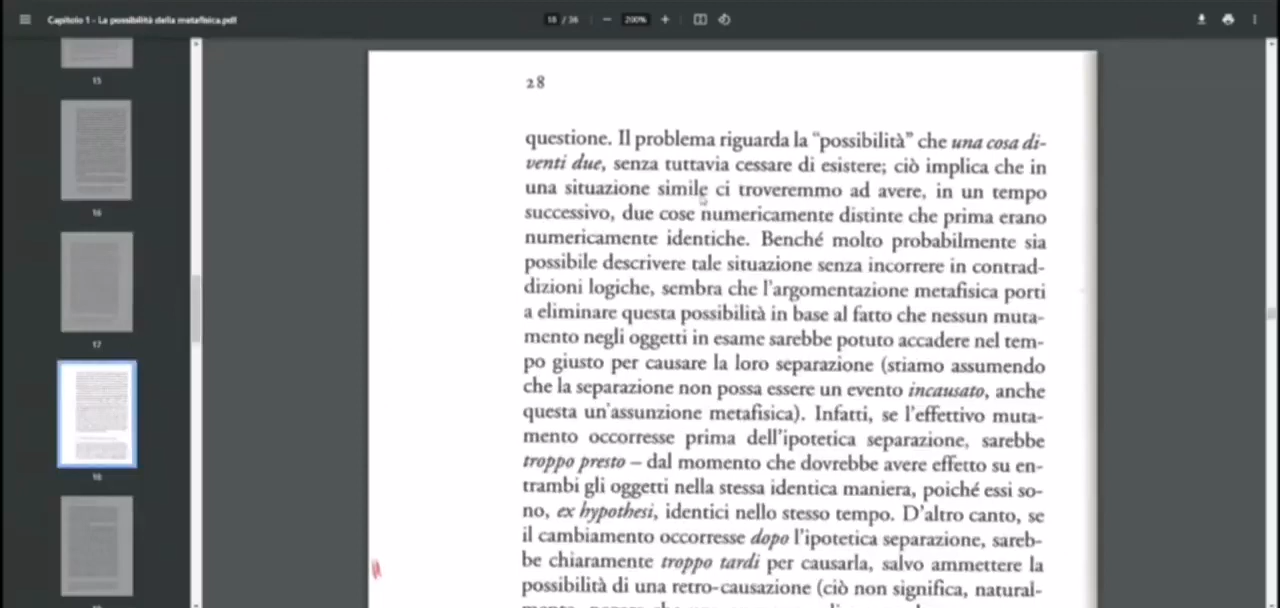 Capitolo 1 - La possibilità della metafisica.pdf
18 / 36
200%
15
16
17
18
28
questione. Il problema riguarda la “possibilità” che una cosa di-
venti due, senza tuttavia cessare di esistere; ciò implica che in
una situazione simile ci troveremmo ad avere, in un tempo
successivo, due cose numericamente distinte che prima erano
numericamente identiche. Benché molto probabilmente sia
possibile descrivere tale situazione senza incorrere in contrad-
dizioni logiche, sembra che l’argomentazione metafisica porti
a eliminare questa possibilità in base al fatto che nessun muta-
mento negli oggetti in esame sarebbe potuto accadere nel tem-
po giusto per causare la loro separazione (stiamo assumendo
che la separazione non possa essere un evento incausato, anche
questa un’assunzione metafisica). Infatti, se l’effettivo muta-
mento occorresse prima dell’ipotetica separazione, sarebbe
troppo presto – dal momento che dovrebbe avere effetto su en-
trambi gli oggetti nella stessa identica maniera, poiché essi so-
no, ex hypothesi, identici nello stesso tempo. D’altro canto, se
il cambiamento occorresse dopo l’ipotetica separazione, sareb-
be chiaramente troppo tardi per causarla, salvo ammettere la
possibilità di una retro-causazione (ciò non significa, natural-